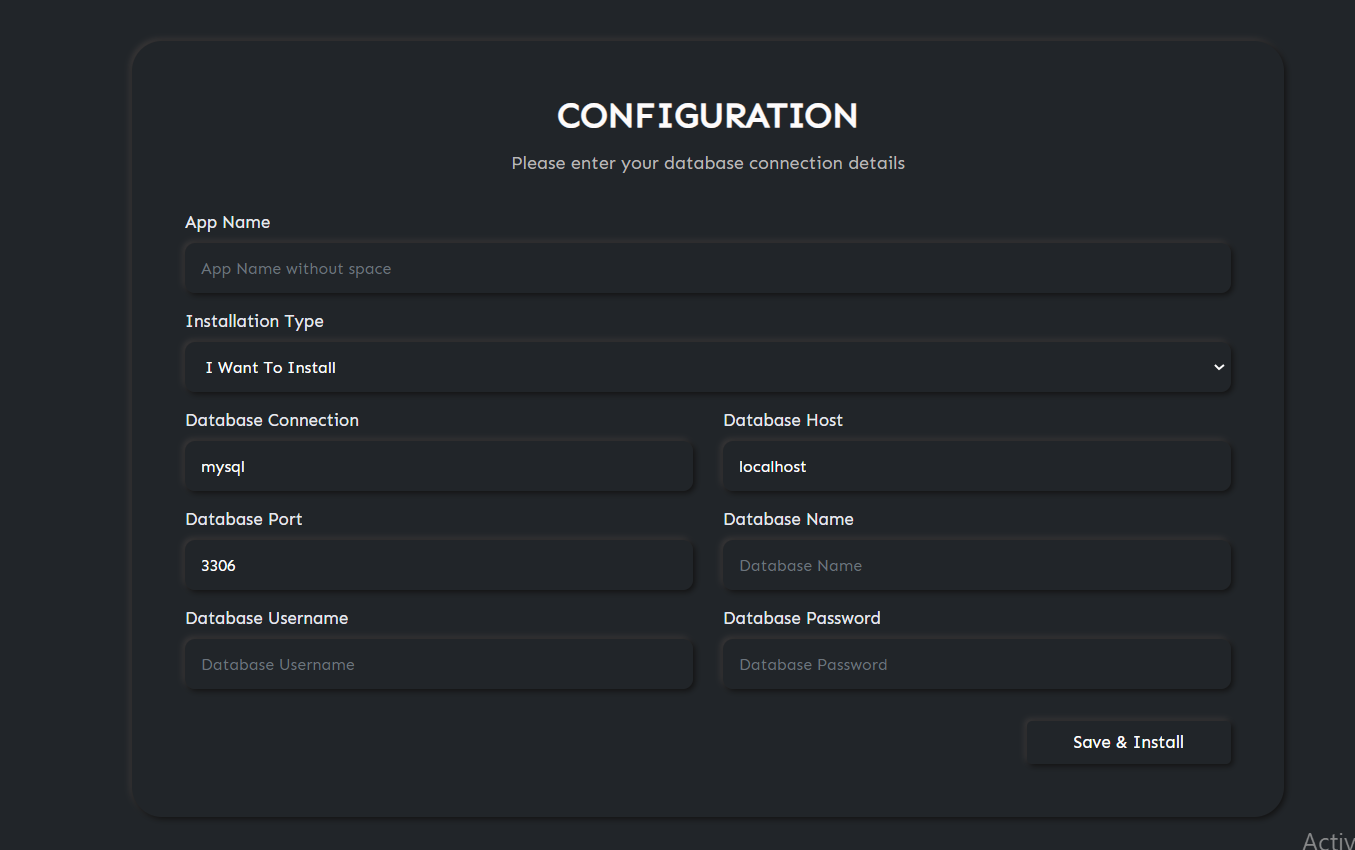 CONFIGURATION
Please enter your database connection details
App Name
App Name without space
Installation Type
I Want To Install
Database Connection
Database Host
mysql
localhost
Database Port
Database Name
3306
Database Name
Database Username
Database Password
Database Username
Database Password
Save & Install
Activ